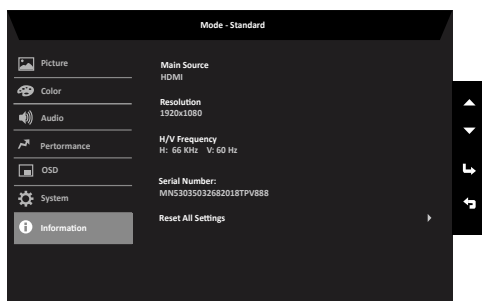 Mode - Standard
Picture
Color
Audio
Pertormance
OSD
System
Information
Main Source
HDMI
Resolution
1920x1080
H/V Frequency
H: 66 KHz V: 60 Hz
Serial Number:
MN53035032682018TPV888
Reset All Settings